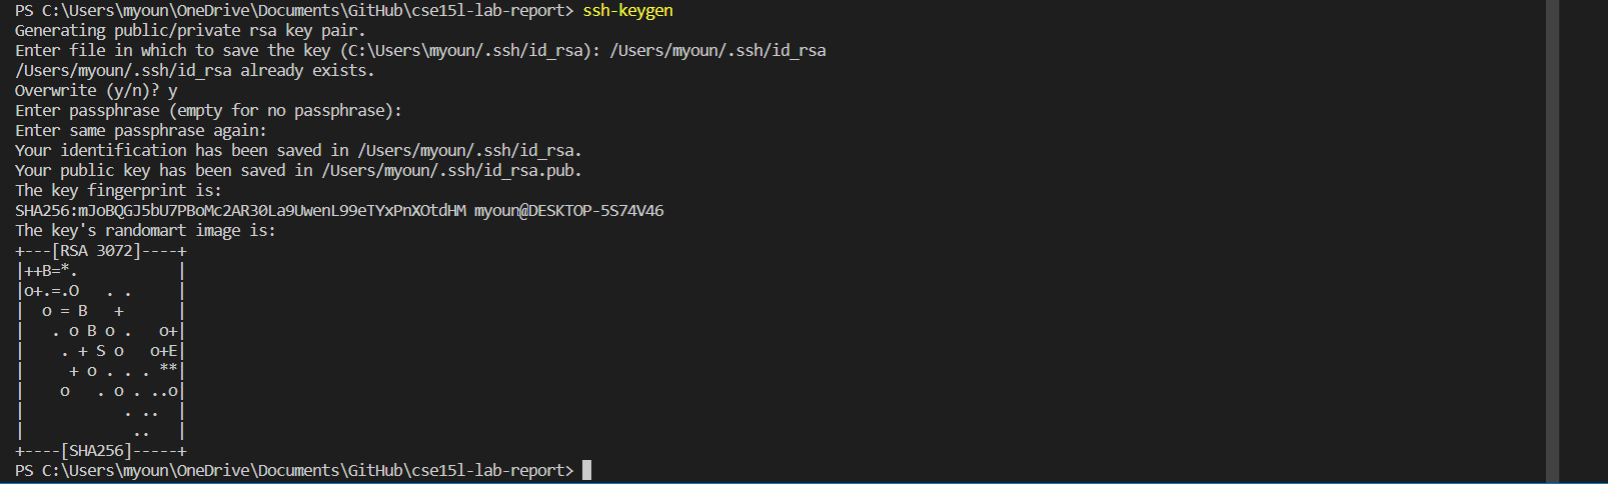 PS C:\Users\myoun\OneDrive\Documents\GitHub\cse15l-lab-report> ssh-keygen
Generating public/private rsa key pair.
Enter file in which to save the key (C:\Users\myoun/.ssh/id_rsa): /Users/myoun/.ssh/id_rsa
/Users/myoun/.ssh/id_rsa already exists.
Overwrite (y/n)? y
Enter passphrase (empty for no passphrase):
Enter same passphrase again:
Your identification has been saved in /Users/myoun/.ssh/id_rsa.
Your public key has been saved in /Users/myoun/.ssh/id_rsa.pub.
The key fingerprint is:
SHA256:mJoBQGJ5bU7PBoMc2AR30La9UwenL99eTYxPnXOtdHM myoun@DESKTOP-5S74V46
The key's randomart image is:
+---[RSA 3072]----+
|++B=*.           |
|o+.=.O   . .     |
|  o = B   +      |
|   . o B o .   o+|
|    . + S o   o+E|
|     + o . . . **|
|    o   . o . ..o|
|           . ..  |
|            ..   |
+----[SHA256]-----+
PS C:\Users\myoun\OneDrive\Documents\GitHub\cse15l-lab-report>